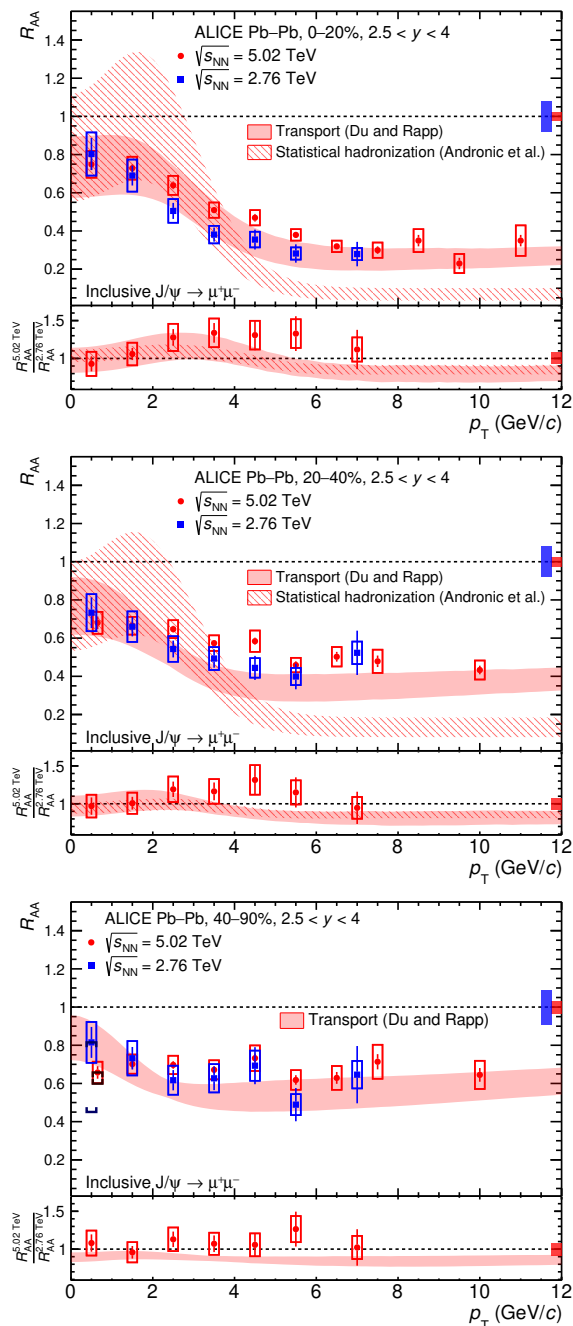 R_AA
1.4
1.2
1
0.8
0.6
0.4
0.2
ALICE Pb–Pb, 0–20%, 2.5 < y < 4
√s_NN = 5.02 TeV
√s_NN = 2.76 TeV
Transport (Du and Rapp)
Statistical hadronization (Andronic et al.)
Inclusive J/ψ → μ⁺μ⁻
R_AA^5.02 TeV
R_AA^2.76 TeV
1.5
1
0 2 4 6 8 10 12
p_T (GeV/c)
R_AA
1.4
1.2
1
0.8
0.6
0.4
0.2
ALICE Pb–Pb, 20–40%, 2.5 < y < 4
√s_NN = 5.02 TeV
√s_NN = 2.76 TeV
Transport (Du and Rapp)
Statistical hadronization (Andronic et al.)
Inclusive J/ψ → μ⁺μ⁻
R_AA^5.02 TeV
R_AA^2.76 TeV
1.5
1
0 2 4 6 8 10 12
p_T (GeV/c)
R_AA
1.4
1.2
1
0.8
0.6
0.4
0.2
ALICE Pb–Pb, 40–90%, 2.5 < y < 4
√s_NN = 5.02 TeV
√s_NN = 2.76 TeV
Transport (Du and Rapp)
Inclusive J/ψ → μ⁺μ⁻
R_AA^5.02 TeV
R_AA^2.76 TeV
1.5
1
0 2 4 6 8 10 12
p_T (GeV/c)